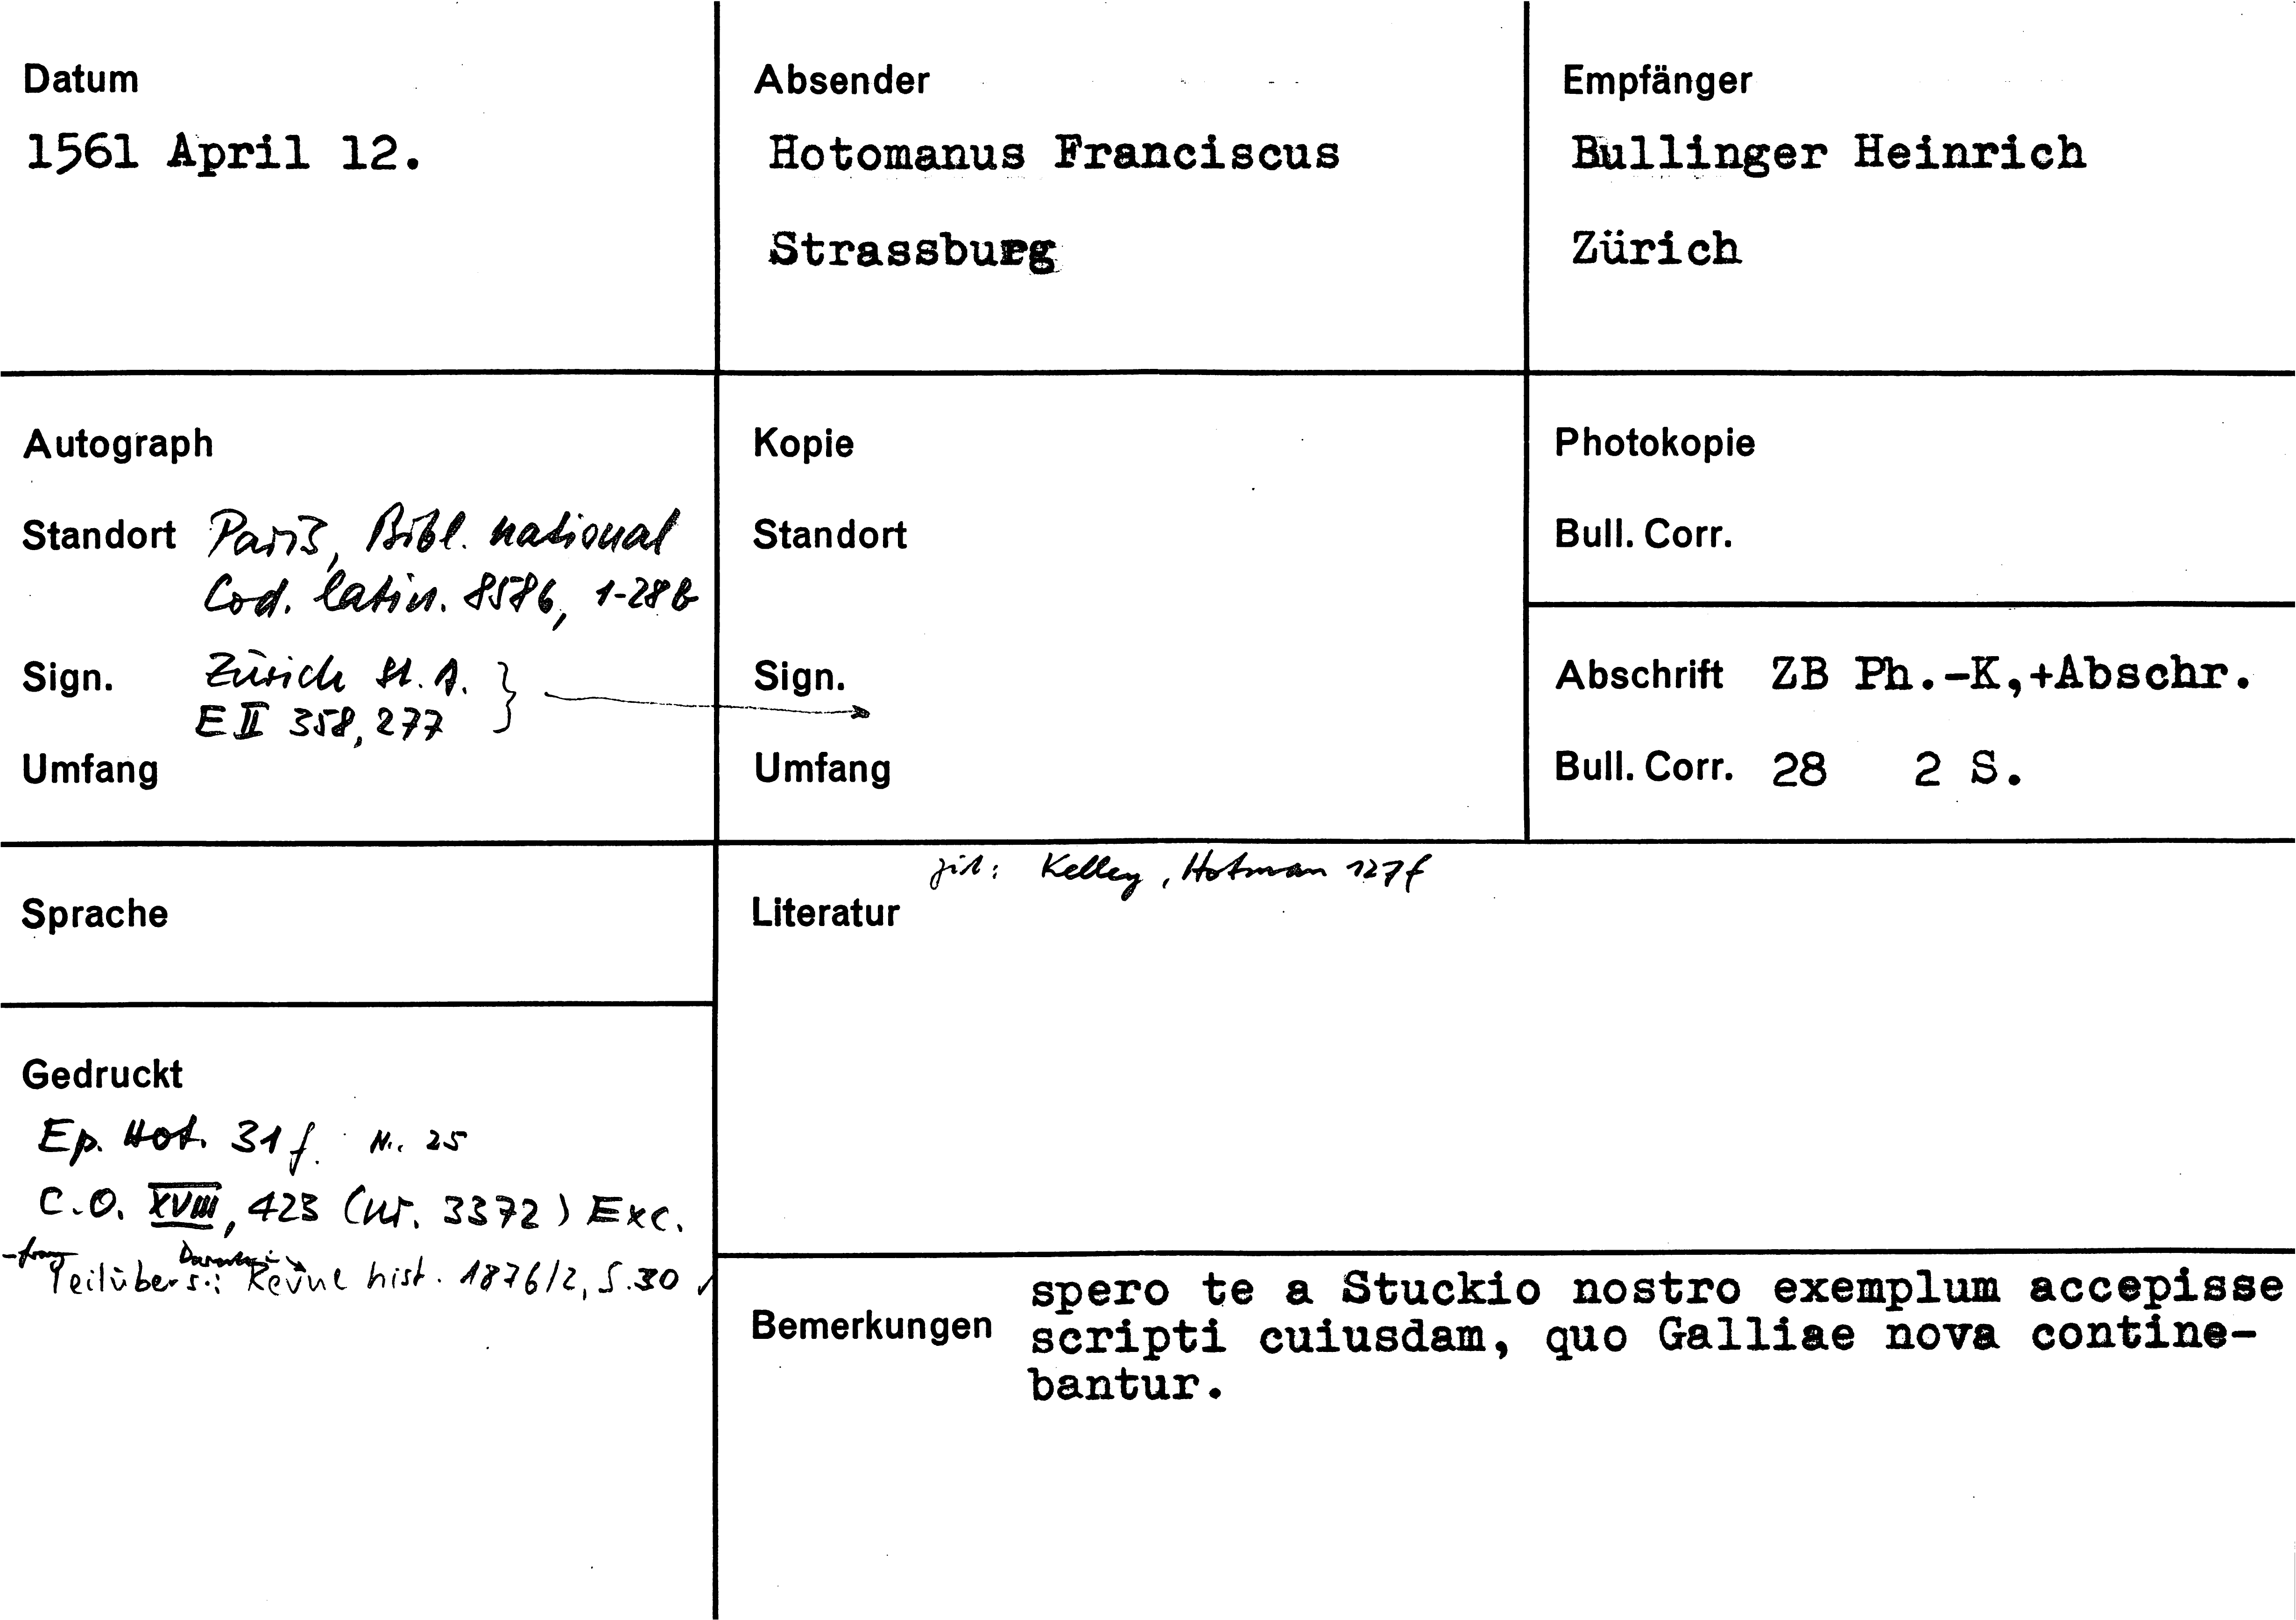 Datum
1561 April 12.
Absender
Hotomanus Franciscus
Strassburg
Empfänger
Bullinger Heinrich
Zürich
Autograph
Standort Paris, Bibl. national
Cod. latin. 8586, 1-28b
Sign. Zürich St. A.
E II 358, 277
Umfang
Kopie
Standort
Sign.
Umfang
Photokopie
Bull. Corr.
Abschrift ZB Ph.-K,+Abschr.
Bull. Corr. 28 2 S.
Sprache
zit: Kelley, Hotman 127f
Literatur
Gedruckt
Ep. Hot. 31f. N. 25
C.O. XVIII, 423 (Nr. 3372) Exc.
-franz
Teilübers.: Revue hist. 1876/2, S. 30
Bemerkungen
spero te a Stuckio nostro exemplum accepisse
scripti cuiusdam, quo Galliae nova contine-
bantur.